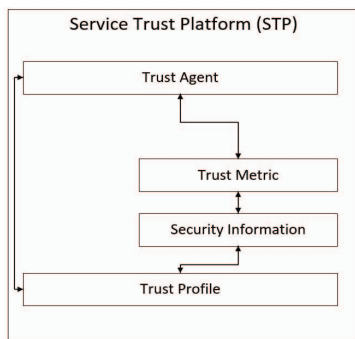 Service Trust Platform (STP)
Trust Agent
Trust Metric
Security Information
Trust Profile